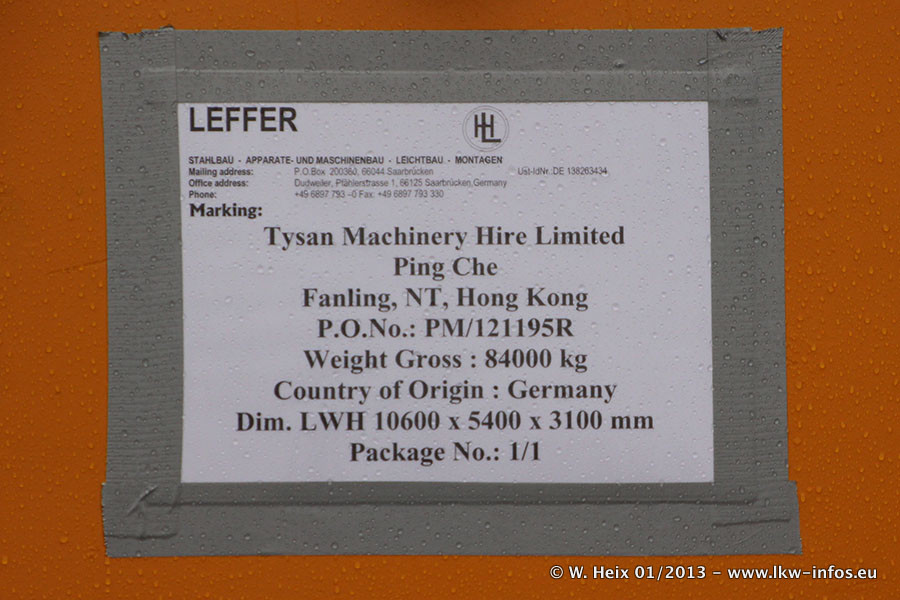 LEFFER
HL
STAHLBAU - APPARATE- UND MASCHINENBAU - LEICHTBAU - MONTAGEN
Mailing address: P.O.Box 200360, 66044 Saarbrücken USt-IdNr.:DE 138263434
Office address: Dudweiler, Pfählerstrasse 1, 66125 Saarbrücken,Germany
Phone: +49 6897 793 –0 Fax: +49 6897 793 330
Marking:
Tysan Machinery Hire Limited
Ping Che
Fanling, NT, Hong Kong
P.O.No.: PM/121195R
Weight Gross : 84000 kg
Country of Origin : Germany
Dim. LWH 10600 x 5400 x 3100 mm
Package No.: 1/1
© W. Heix 01/2013 - www.lkw-infos.eu